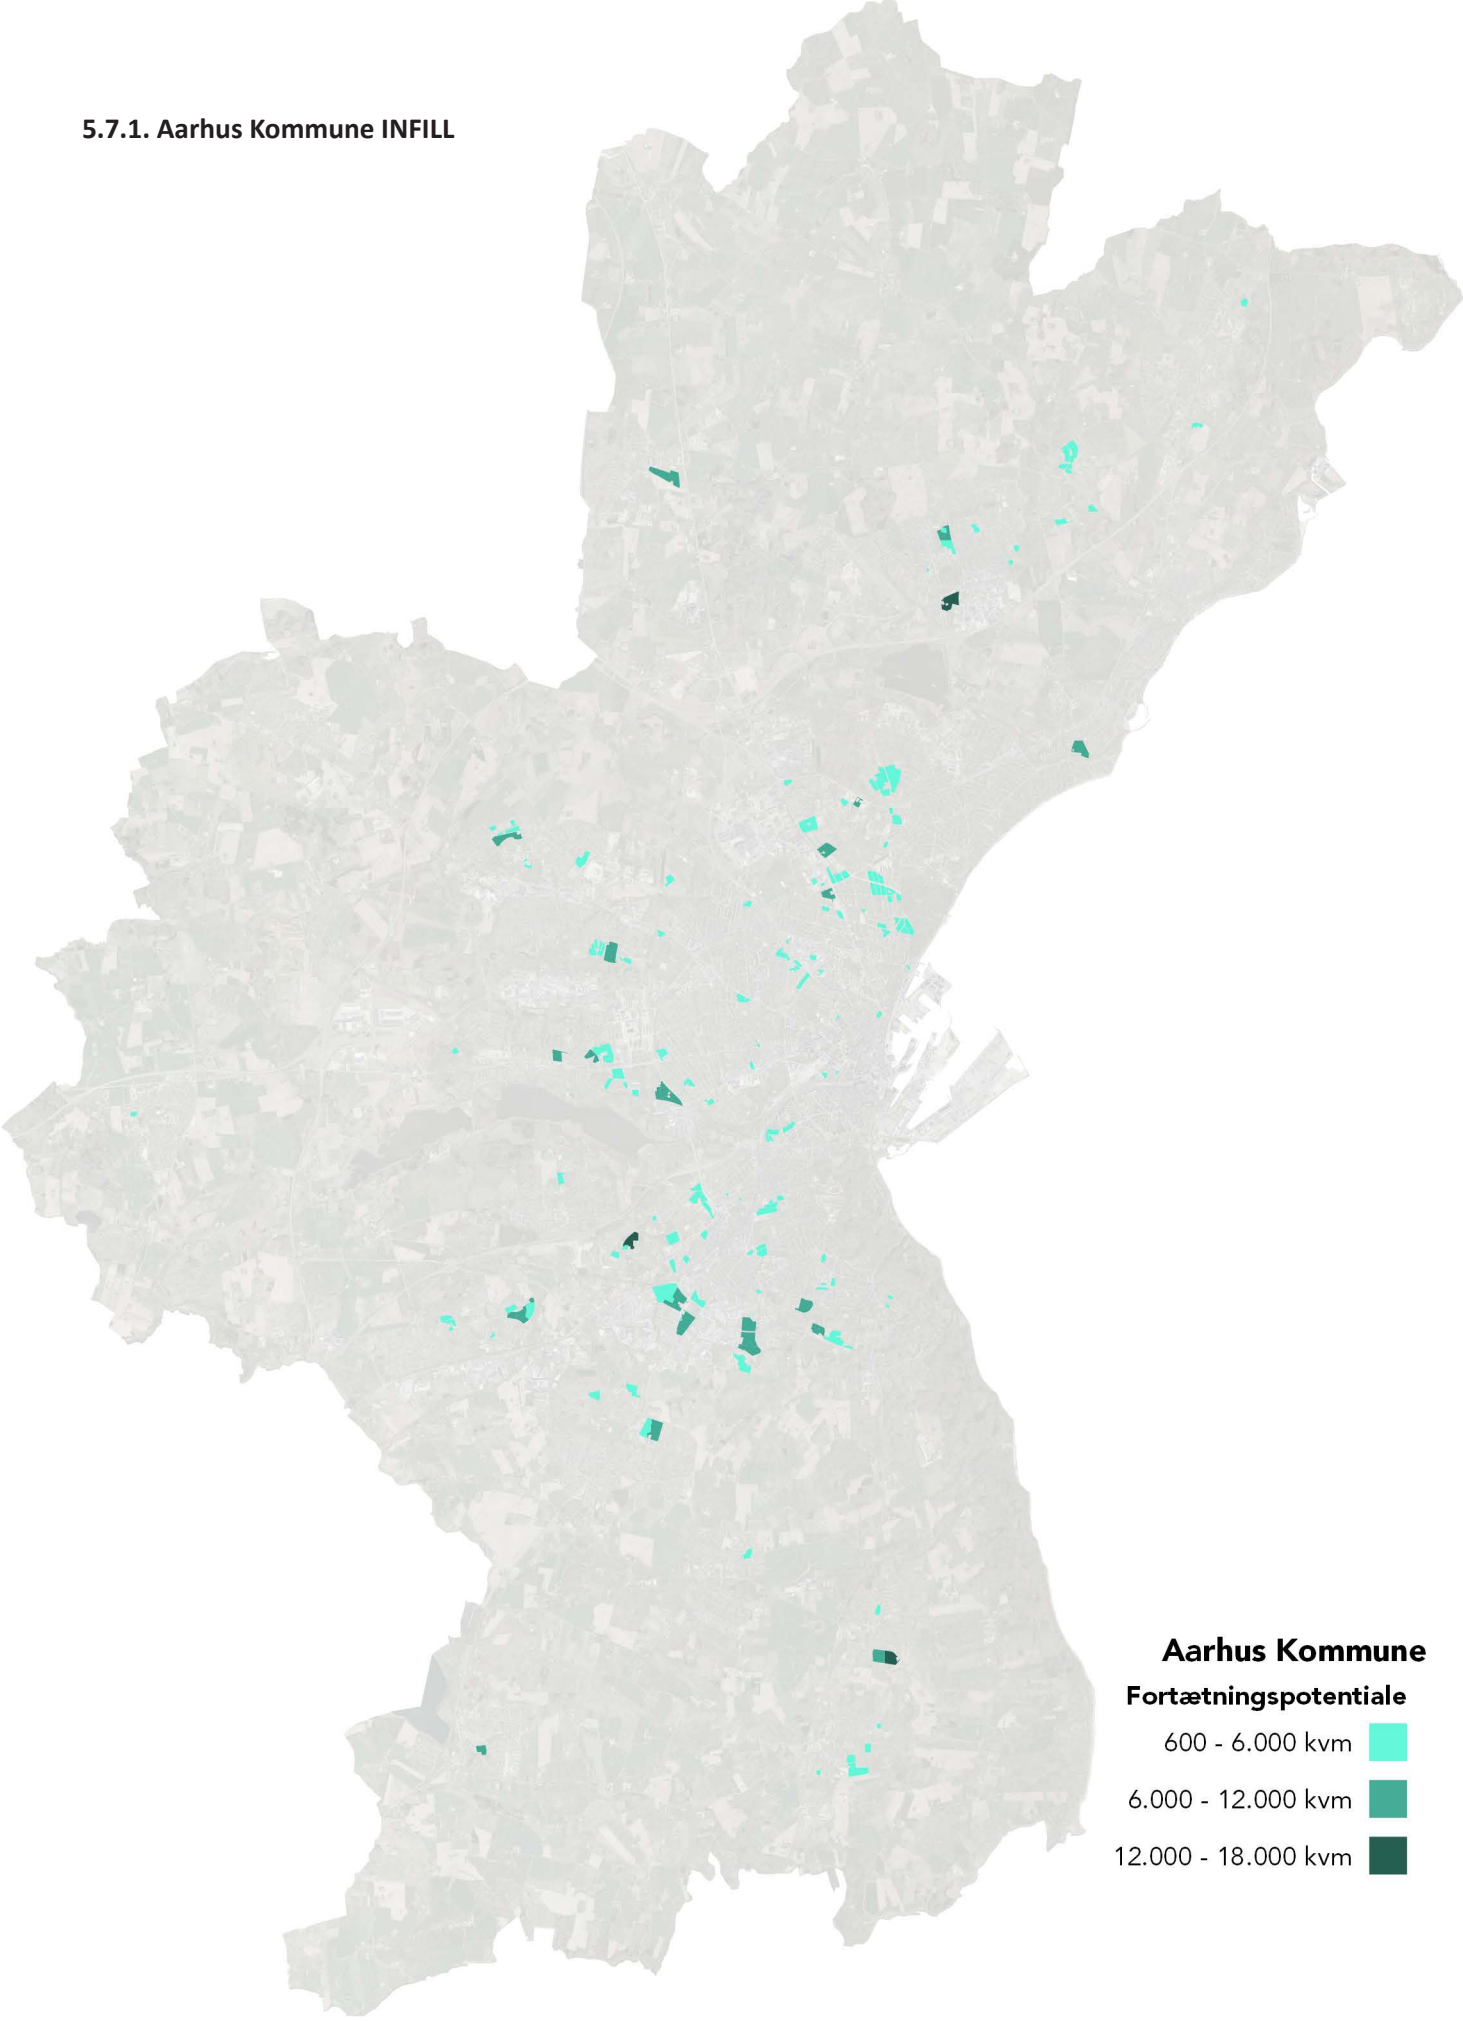 5.7.1. Aarhus Kommune INFILL
Aarhus Kommune
Fortætningspotentiale
600 - 6.000 kvm
6.000 - 12.000 kvm
12.000 - 18.000 kvm